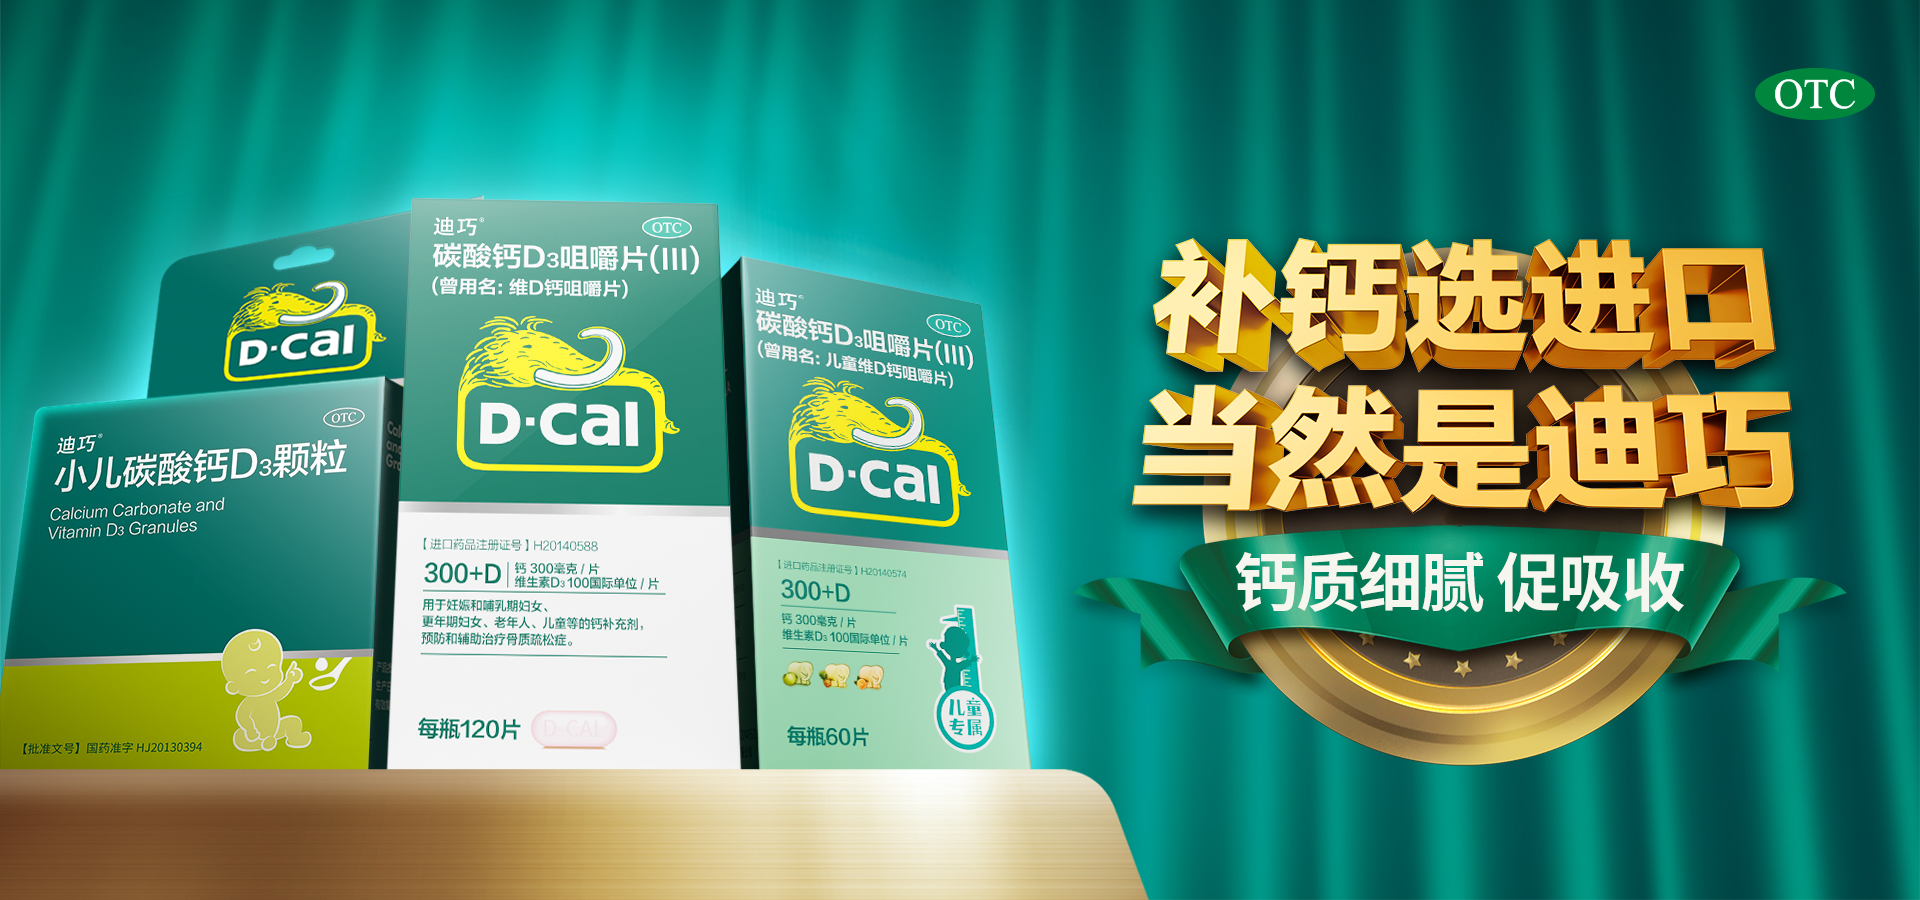 OTC
补钙选进口
当然是迪巧
钙质细腻 促吸收
D·Cal
迪巧®
OTC
小儿碳酸钙D3颗粒
Calcium Carbonate and
Vitamin D3 Granules
【批准文号】国药准字 HJ20130394
迪巧®
OTC
碳酸钙D3咀嚼片(III)
(曾用名: 维D钙咀嚼片)
D·Cal
【进口药品注册证号】H20140588
300+D
钙 300毫克 / 片
维生素D3 100国际单位 / 片
用于妊娠和哺乳期妇女、
更年期妇女、老年人、儿童等的钙补充剂，
预防和辅助治疗骨质疏松症。
每瓶120片
D-CAL
迪巧®
OTC
碳酸钙D3咀嚼片(III)
(曾用名: 儿童维D钙咀嚼片)
D·Cal
【进口药品注册证号】H20140574
300+D
钙 300毫克 / 片
维生素D3 100国际单位 / 片
每瓶60片
儿童
专属